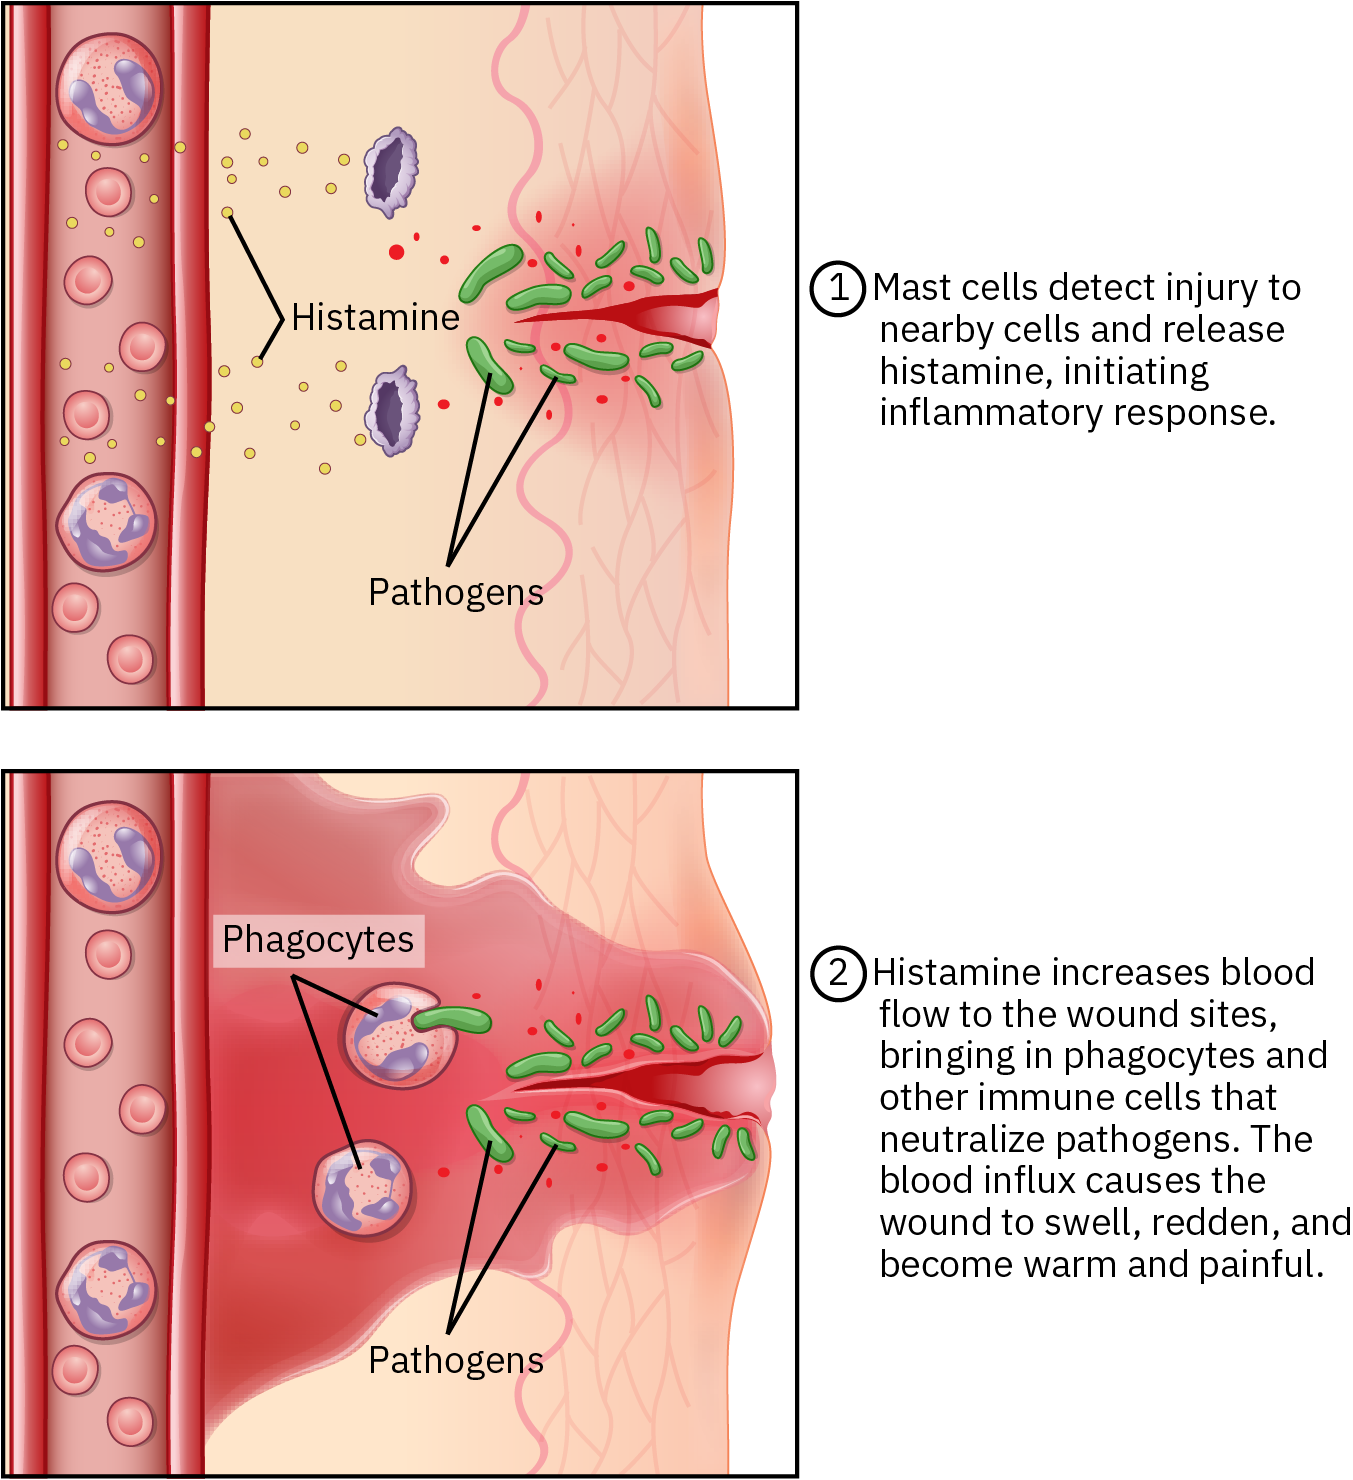 Histamine
Pathogens
1 Mast cells detect injury to
nearby cells and release
histamine, initiating
inflammatory response.
Phagocytes
Pathogens
2 Histamine increases blood
flow to the wound sites,
bringing in phagocytes and
other immune cells that
neutralize pathogens. The
blood influx causes the
wound to swell, redden, and
become warm and painful.